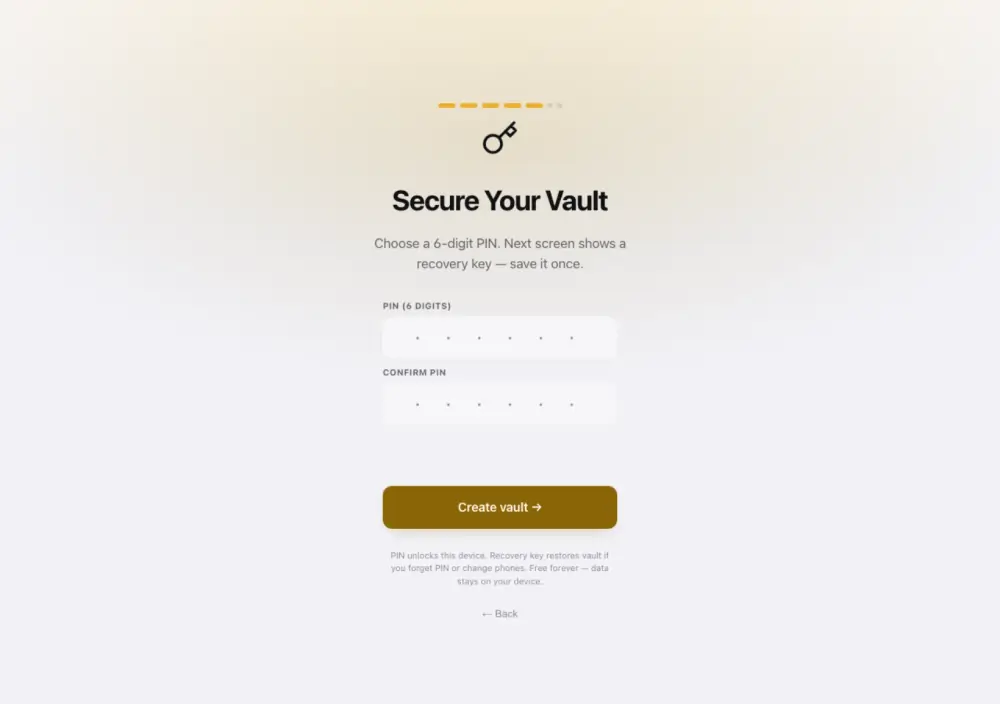 Secure Your Vault
Choose a 6-digit PIN. Next screen shows a
recovery key — save it once.
PIN (6 DIGITS)
CONFIRM PIN
Create vault →
PIN unlocks this device. Recovery key restores vault if
you forget PIN or change phones. Free forever — data
stays on your device.
← Back